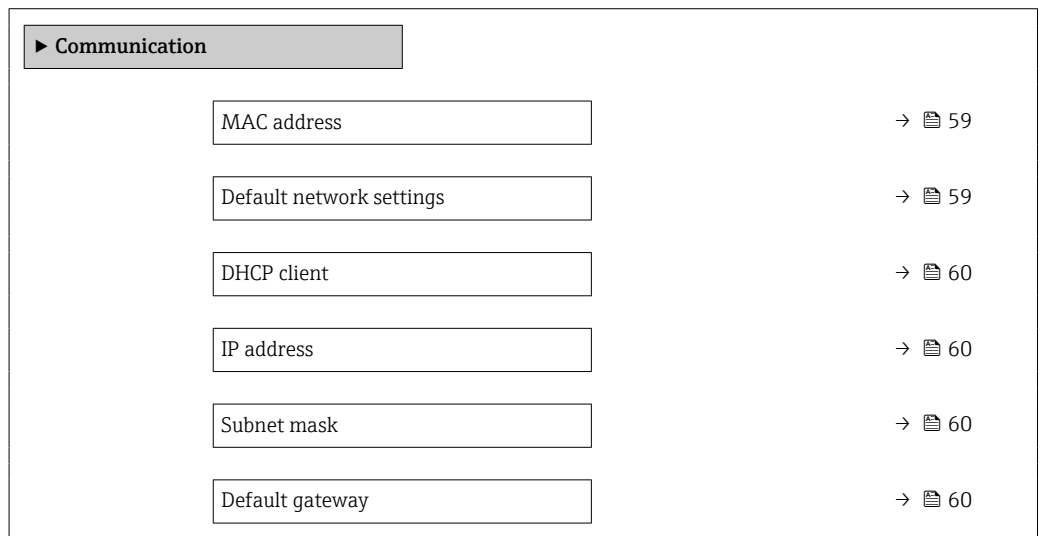 ▶ Communication
MAC address → 59
Default network settings → 59
DHCP client → 60
IP address → 60
Subnet mask → 60
Default gateway → 60